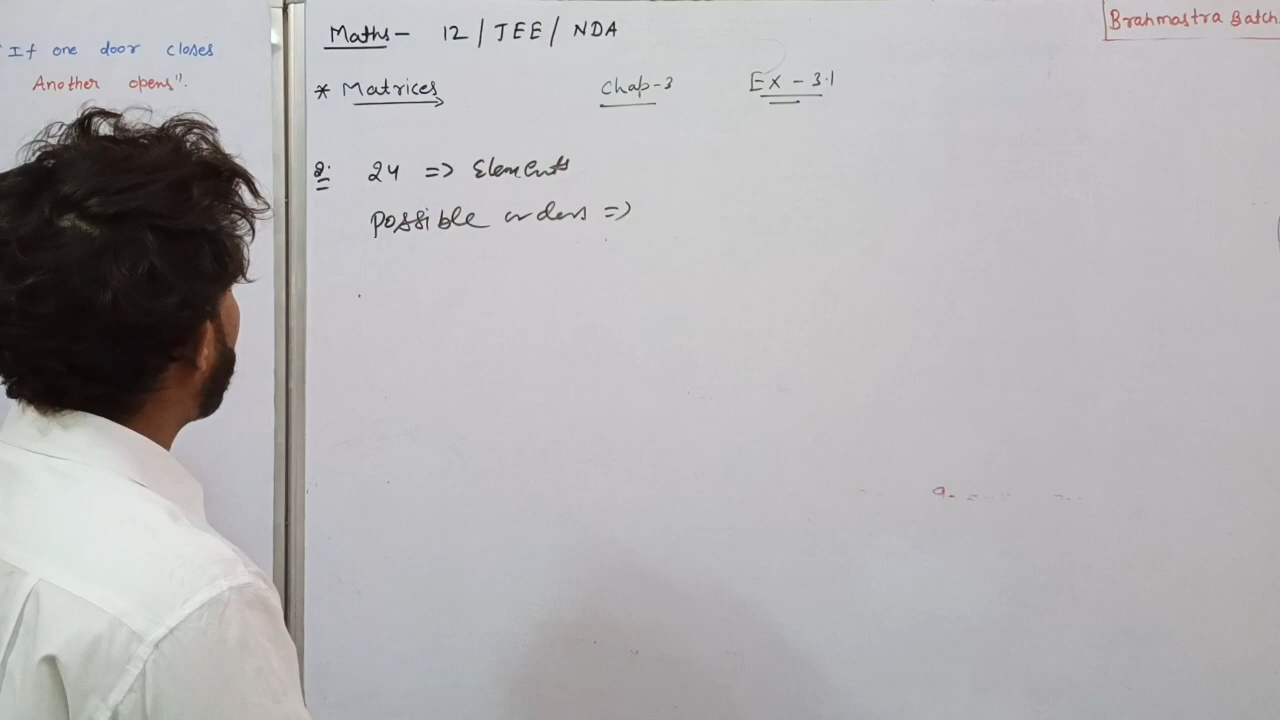 "If one door closes
Another opens".
Maths - 12 / JEE / NDA
Brahmastra Batch
* Matrices Chap-3 Ex - 3.1
2. 24 => Elements
possible orders =>